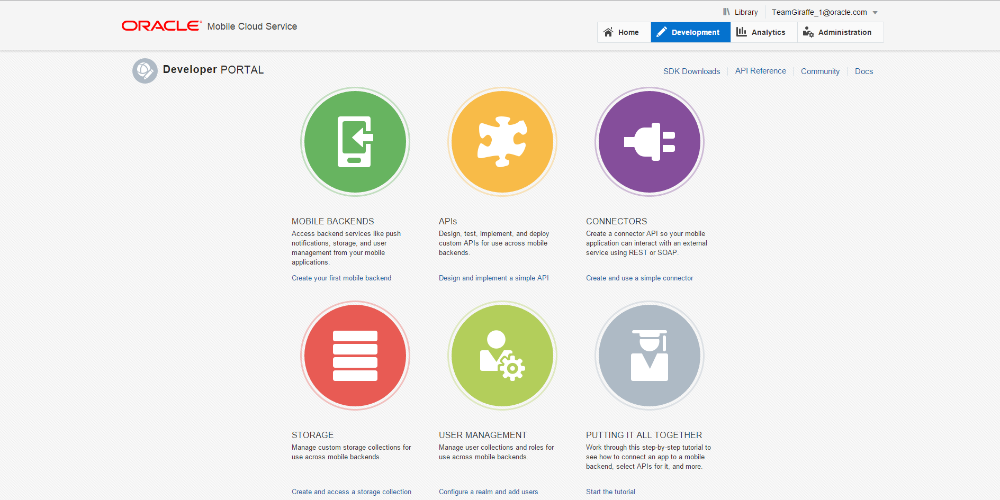 Library
TeamGiraffe_1@oracle.com
ORACLE® Mobile Cloud Service
Home
Development
Analytics
Administration
Developer PORTAL
SDK Downloads
API Reference
Community
Docs
MOBILE BACKENDS
Access backend services like push
notifications, storage, and user
management from your mobile
applications.
Create your first mobile backend
APIs
Design, test, implement, and deploy
custom APIs for use across mobile
backends.
Design and implement a simple API
CONNECTORS
Create a connector API so your mobile
application can interact with an external
service using REST or SOAP.
Create and use a simple connector
STORAGE
Manage custom storage collections for
use across mobile backends.
Create and access a storage collection
USER MANAGEMENT
Manage user collections and roles for
use across mobile backends.
Configure a realm and add users
PUTTING IT ALL TOGETHER
Work through this step-by-step tutorial to
see how to connect an app to a mobile
backend, select APIs for it, and more.
Start the tutorial